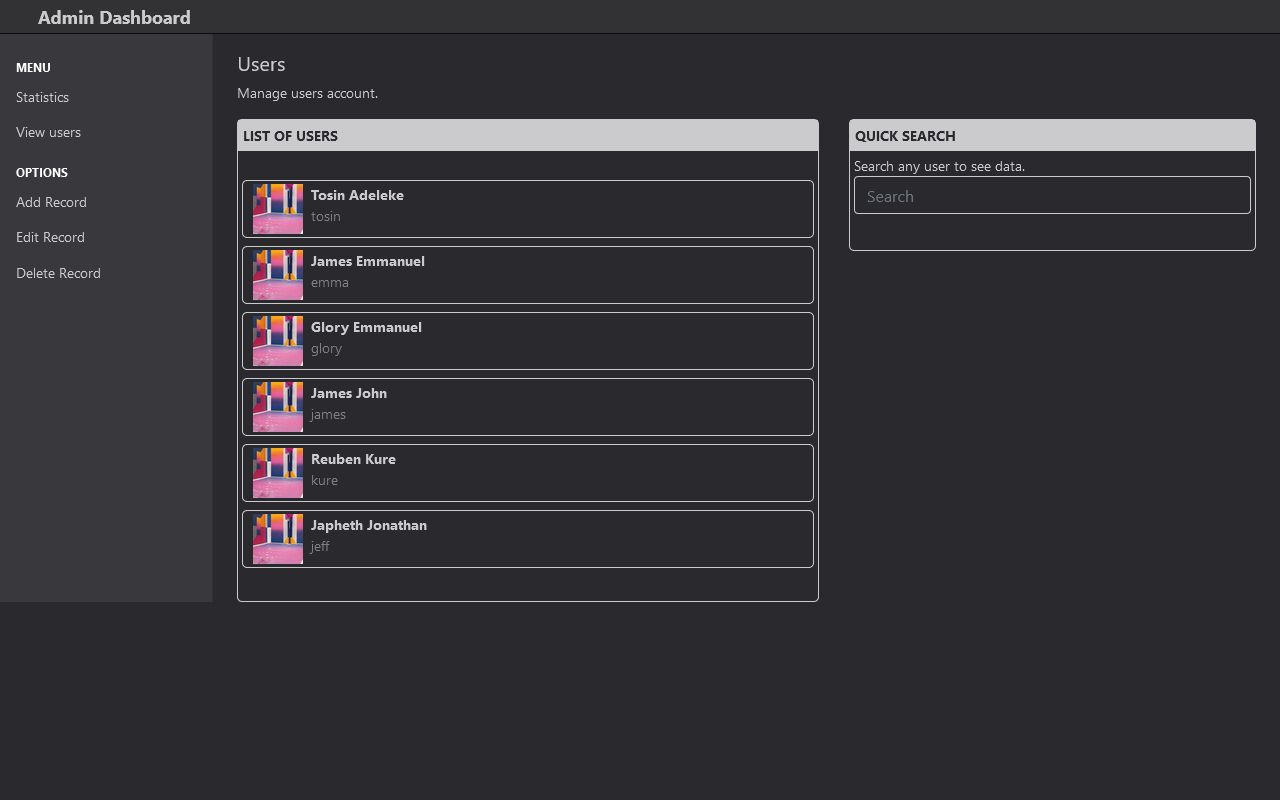 Admin Dashboard
MENU
Statistics
View users
OPTIONS
Add Record
Edit Record
Delete Record
Users
Manage users account.
LIST OF USERS
Tosin Adeleke
tosin
James Emmanuel
emma
Glory Emmanuel
glory
James John
james
Reuben Kure
kure
Japheth Jonathan
jeff
QUICK SEARCH
Search any user to see data.
Search